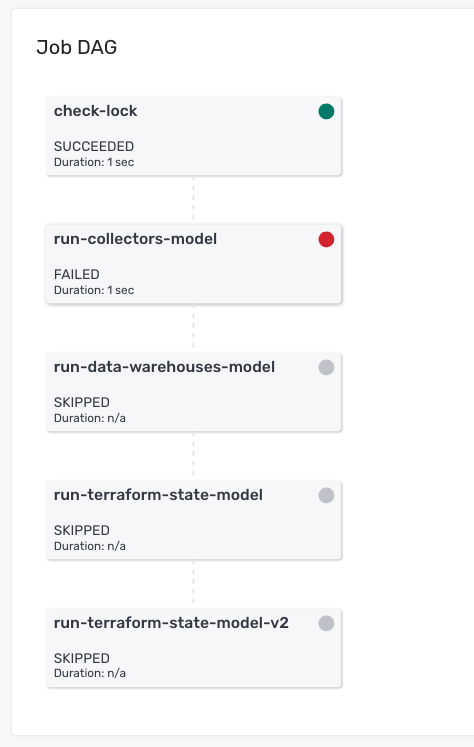 Job DAG
check-lock
SUCCEEDED
Duration: 1 sec
run-collectors-model
FAILED
Duration: 1 sec
run-data-warehouses-model
SKIPPED
Duration: n/a
run-terraform-state-model
SKIPPED
Duration: n/a
run-terraform-state-model-v2
SKIPPED
Duration: n/a